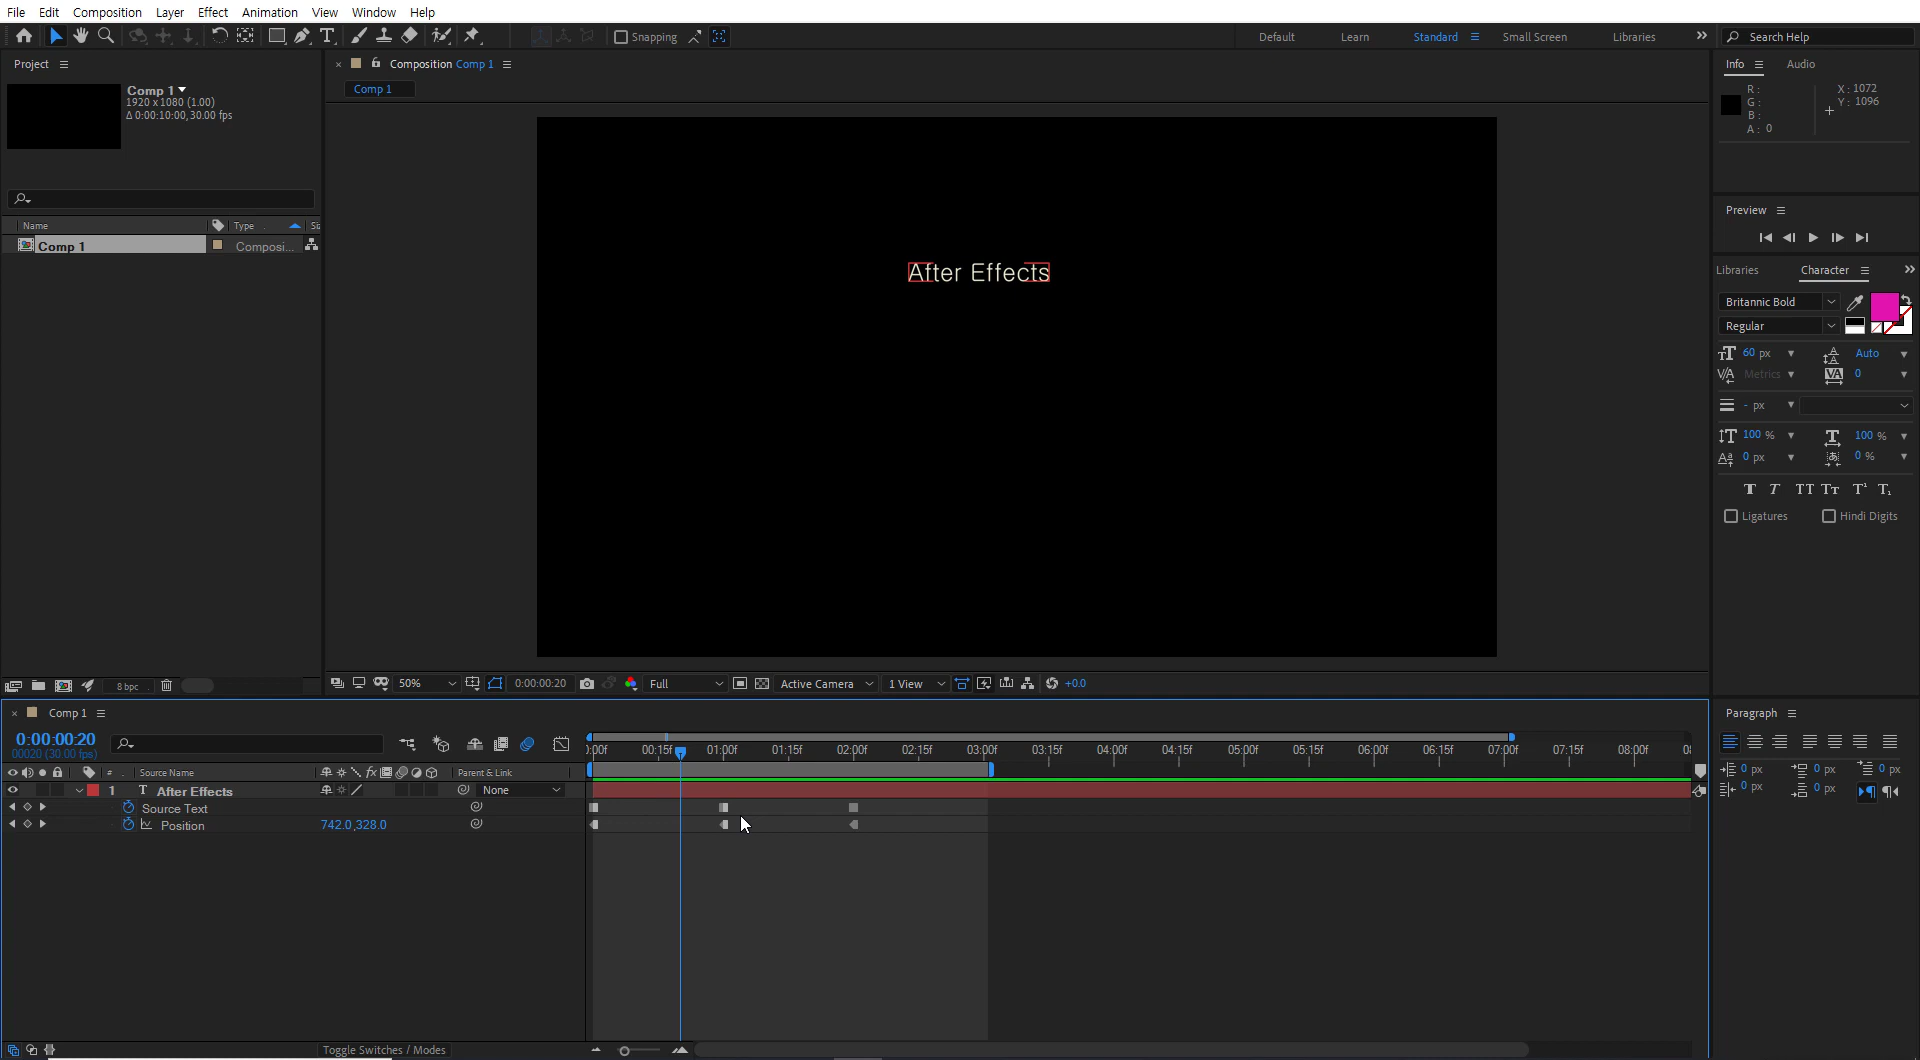 File Edit Composition Layer Effect Animation View Window Help
Snapping Default Learn Standard Small Screen Libraries Search Help
Project
Comp 1
1920 x 1080 (1.00)
Δ 0:00:10:00, 30.00 fps
Name Type Si
Comp 1 Composi...
8 bpc
Composition Comp 1
Comp 1
After Effects
50% 0:00:00:20 Full Active Camera 1 View +0.0
Info Audio
R :
G :
B :
A : 0
X : 1072
Y : 1096
Preview
Libraries Character
Britannic Bold
Regular
60 px Auto
Metrics 0
- px
100 % 100 %
0 px 0 %
T T TT Tt T¹ T₁
Ligatures Hindi Digits
Paragraph
0 px 0 px 0 px
0 px 0 px
Comp 1
0:00:00:20
00020 (30.00 fps)
# Source Name Parent & Link
1 T After Effects None
Source Text
Position 742.0,328.0
):00f 00:15f 01:00f 01:15f 02:00f 02:15f 03:00f 03:15f 04:00f 04:15f 05:00f 05:15f 06:00f 06:15f 07:00f 07:15f 08:00f 0
Toggle Switches / Modes